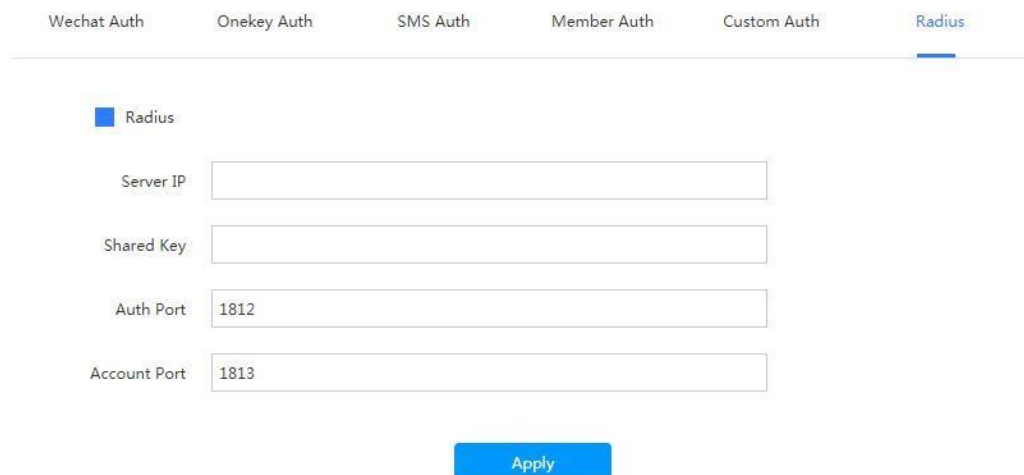 Wechat Auth Onekey Auth SMS Auth Member Auth Custom Auth Radius
Radius
Server IP
Shared Key
Auth Port 1812
Account Port 1813
Apply